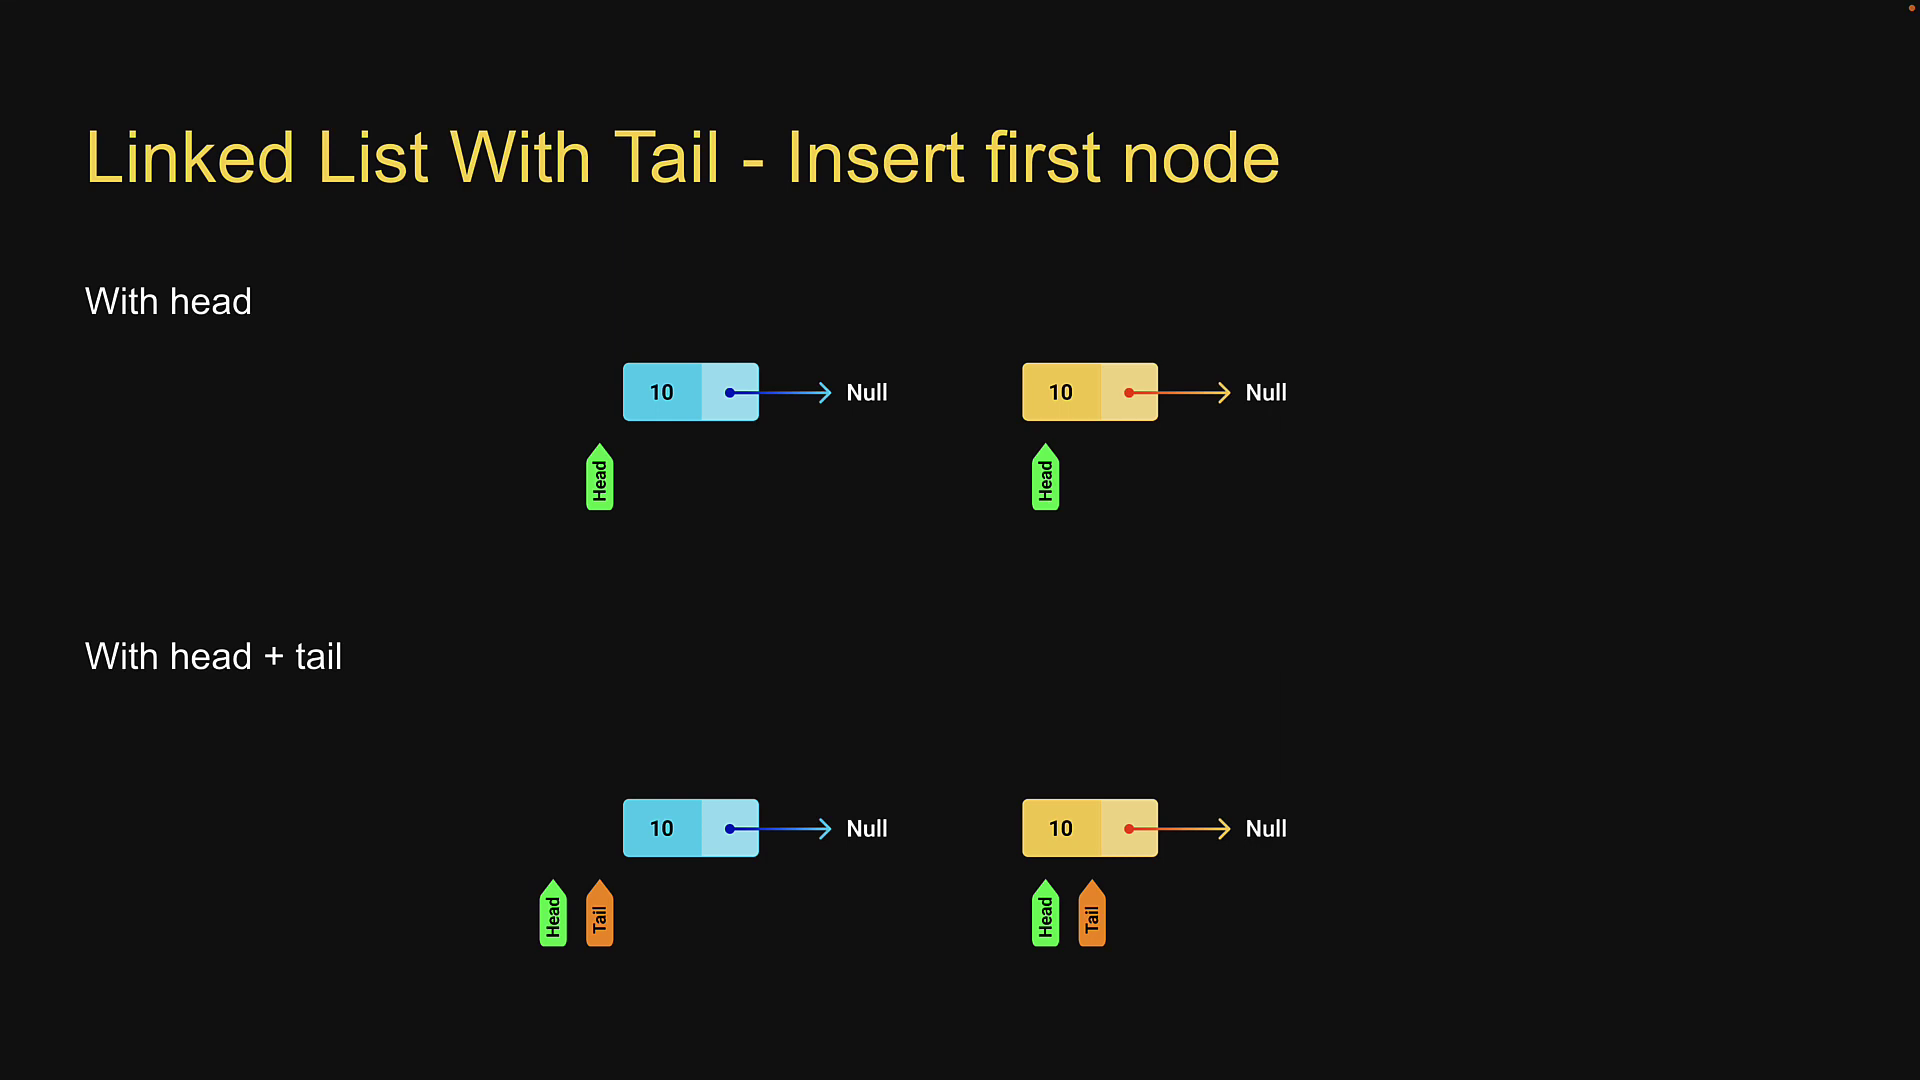 Linked List With Tail - Insert first node
With head
10 Null 10 Null
Head Head
With head + tail
10 Null 10 Null
Head Tail Head Tail